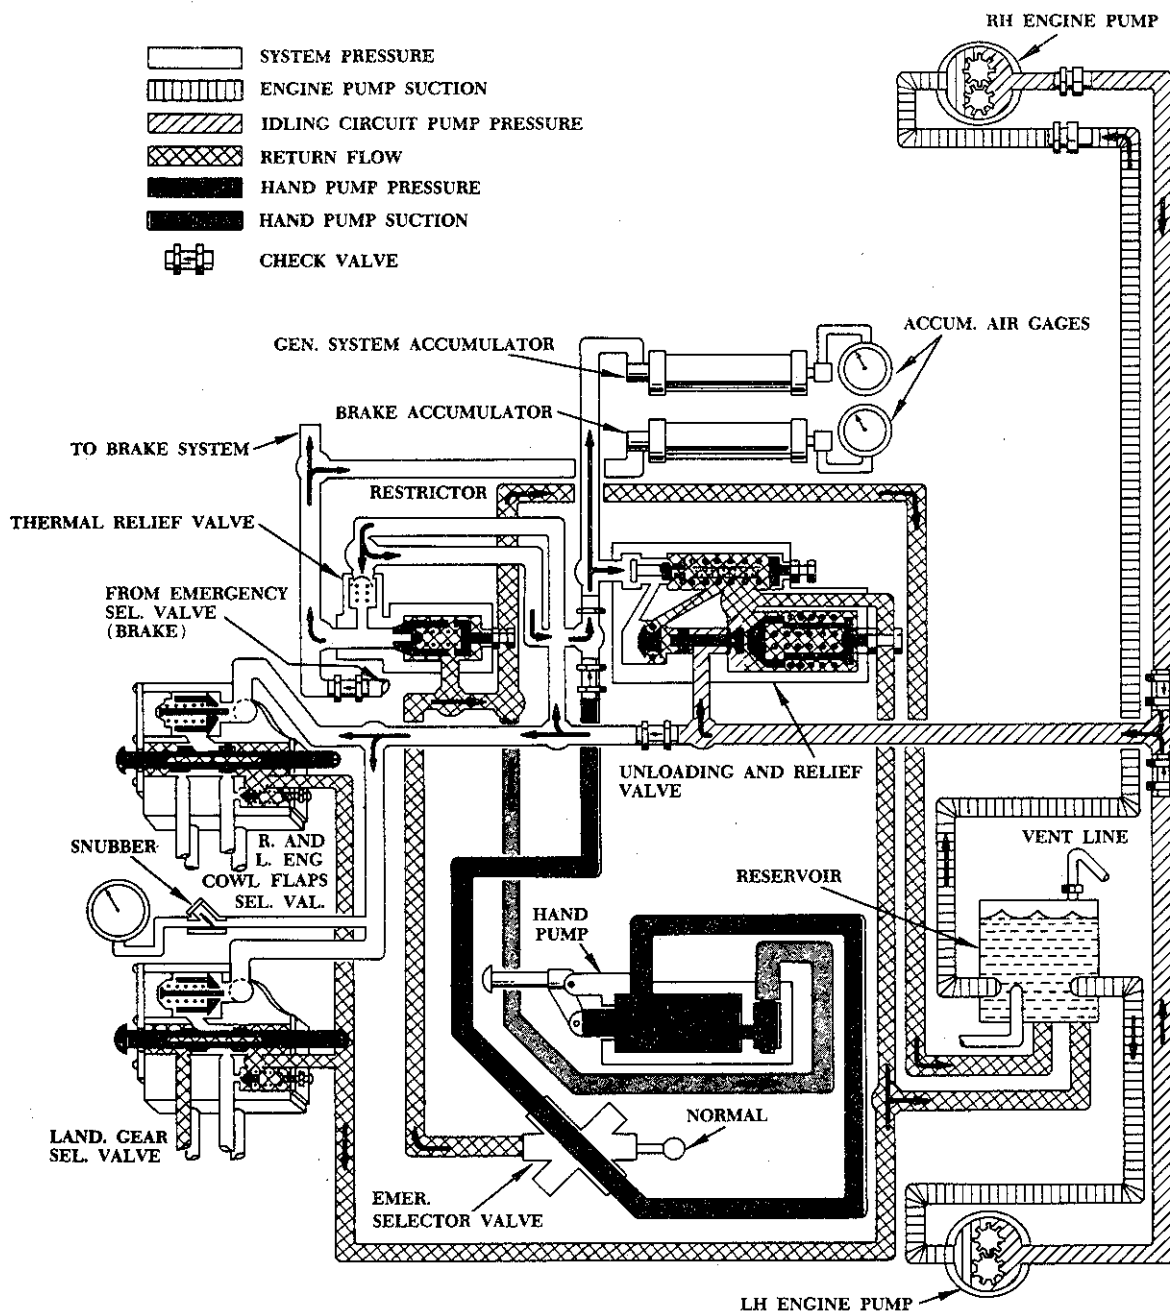 RH ENGINE PUMP
SYSTEM PRESSURE
ENGINE PUMP SUCTION
IDLING CIRCUIT PUMP PRESSURE
RETURN FLOW
HAND PUMP PRESSURE
HAND PUMP SUCTION
CHECK VALVE
ACCUM. AIR GAGES
GEN. SYSTEM ACCUMULATOR
BRAKE ACCUMULATOR
TO BRAKE SYSTEM
RESTRICTOR
THERMAL RELIEF VALVE
FROM EMERGENCY
SEL. VALVE
(BRAKE)
UNLOADING AND RELIEF
VALVE
R. AND
L. ENG
COWL FLAPS
SEL. VAL.
SNUBBER
VENT LINE
RESERVOIR
HAND
PUMP
NORMAL
LAND. GEAR
SEL. VALVE
EMER.
SELECTOR VALVE
LH ENGINE PUMP